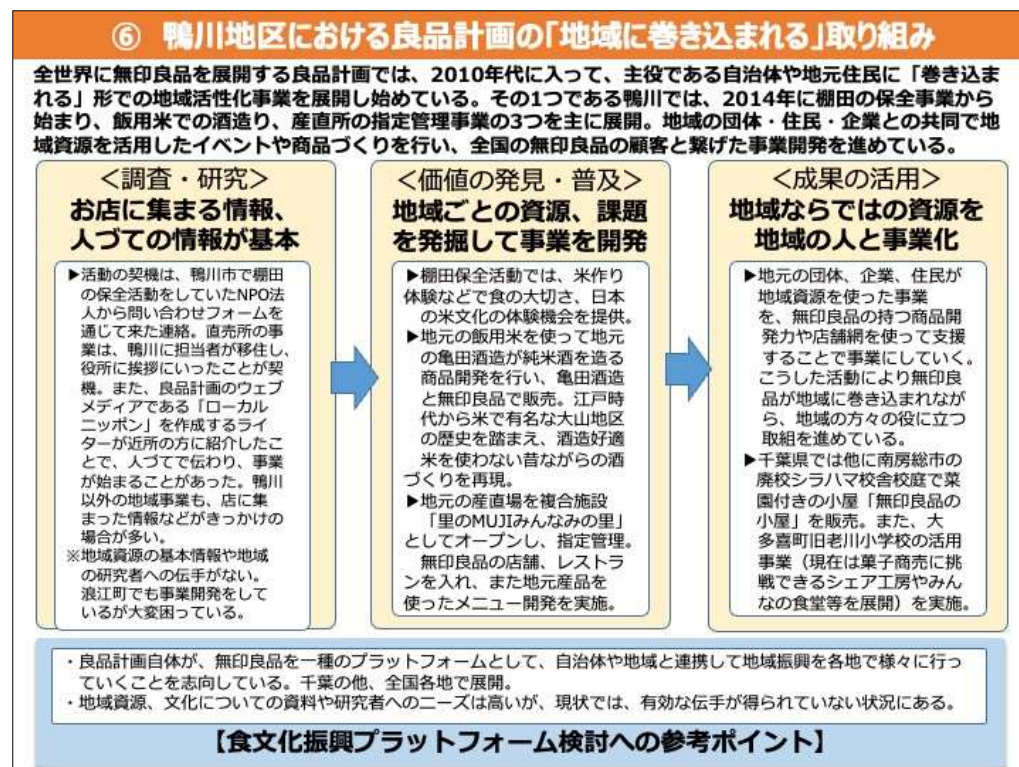 ⑥ 鴨川地区における良品計画の「地域に巻き込まれる」取り組み
全世界に無印良品を展開する良品計画では、2010年代に入って、主役である自治体や地元住民に「巻き込ま
れる」形での地域活性化事業を展開し始めている。その1つである鴨川では、2014年に棚田の保全事業から
始まり、飯用米での酒造り、産直所の指定管理事業の3つを主に展開。地域の団体・住民・企業との共同で地
域資源を活用したイベントや商品づくりを行い、全国の無印良品の顧客と繋げた事業開発を進めている。
＜調査・研究＞
お店に集まる情報、
人づての情報が基本
▶活動の契機は、鴨川市で棚田
の保全活動をしていたNPO法
人から問い合わせフォームを
通じて来た連絡。直売所の事
業は、鴨川に担当者が移住し、
役所に挨拶にいったことが契
機。また、良品計画のウェブ
メディアである「ローカル
ニッポン」を作成するライ
ターが近所の方に紹介したこ
とで、人づてで伝わり、事業
が始まることがあった。鴨川
以外の地域事業も、店に集
まった情報などがきっかけの
場合が多い。
※地域資源の基本情報や地域
の研究者への伝手がない。
浪江町でも事業開発をして
いるが大変困っている。
＜価値の発見・普及＞
地域ごとの資源、課題
を発掘して事業を開発
▶棚田保全活動では、米作り
体験などで食の大切さ、日本
の米文化の体験機会を提供。
▶地元の飯用米を使って地元
の亀田酒造が純米酒を造る
商品開発を行い、亀田酒造
と無印良品で販売。江戸時
代から米で有名な大山地区
の歴史を踏まえ、酒造好適
米を使わない昔ながらの酒
づくりを再現。
▶地元の産直場を複合施設
「里のMUJIみんなみの里」
としてオープンし、指定管理。
無印良品の店舗、レストラ
ンを入れ、また地元産品を
使ったメニュー開発を実施。
＜成果の活用＞
地域ならではの資源を
地域の人と事業化
▶地元の団体、企業、住民が
地域資源を使った事業
を、無印良品の持つ商品開
発力や店舗網を使って支援
することで事業にしていく。
こうした活動により無印良
品が地域に巻き込まれなが
ら、地域の方々の役に立つ
取組を進めている。
▶千葉県では他に南房総市の
廃校シラハマ校舎校庭で菜
園付きの小屋「無印良品の
小屋」を販売。また、大
多喜町旧老川小学校の活用
事業（現在は菓子商売に挑
戦できるシェア工房やみん
なの食堂等を展開）を実施。
・良品計画自体が、無印良品を一種のプラットフォームとして、自治体や地域と連携して地域振興を各地で様々に行っ
ていくことを志向している。千葉の他、全国各地で展開。
・地域資源、文化についての資料や研究者へのニーズは高いが、現状では、有効な伝手が得られていない状況にある。
【食文化振興プラットフォーム検討への参考ポイント】